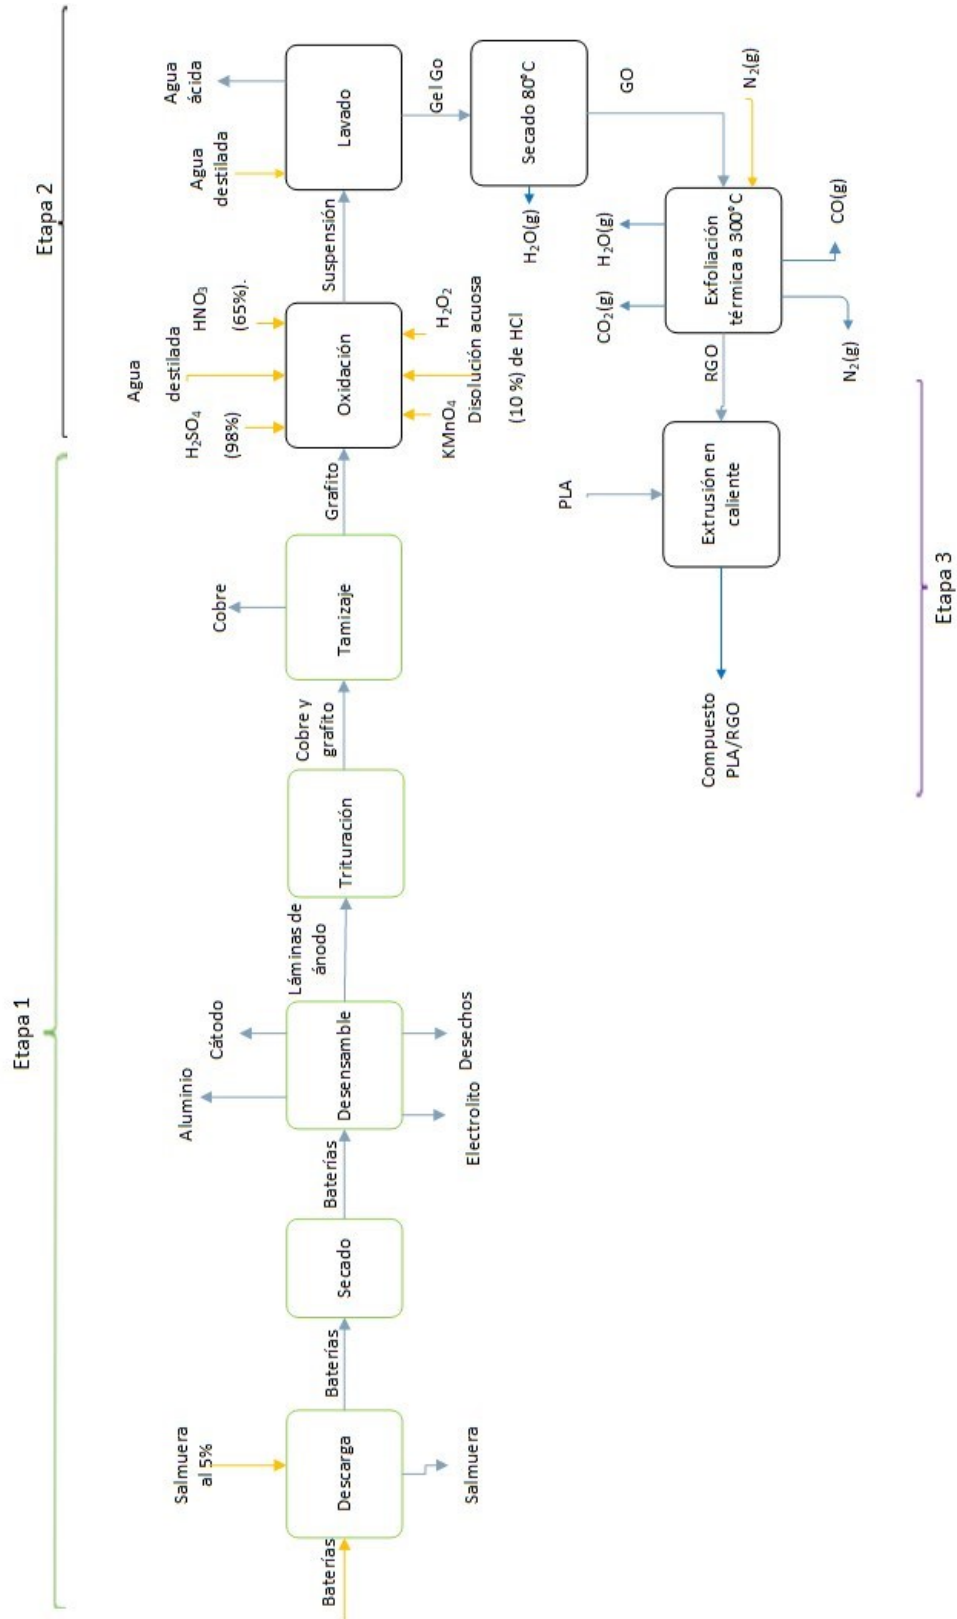 Etapa 1
Etapa 2
Baterías
Salmuera
al 5%
Descarga
Salmuera
Baterías
Secado
Baterías
Aluminio
Cátodo
Desensamble
Electrolito
Desechos
Láminas de
ánodo
Trituración
Cobre y
grafito
Cobre
Tamizaje
Grafito
H₂SO₄
(98%)
Agua
destilada
HNO₃
(65%).
Oxidación
KMnO₄
Disolución acuosa
(10 %) de HCl
H₂O₂
Suspensión
Agua
destilada
Agua
ácida
Lavado
Gel Go
Secado 80°C
H₂O(g)
GO
N₂(g)
CO₂(g)
H₂O(g)
Exfoliación
térmica a 300°C
N₂(g)
CO(g)
RGO
PLA
Extrusión en
caliente
Compuesto
PLA/RGO
Etapa 3